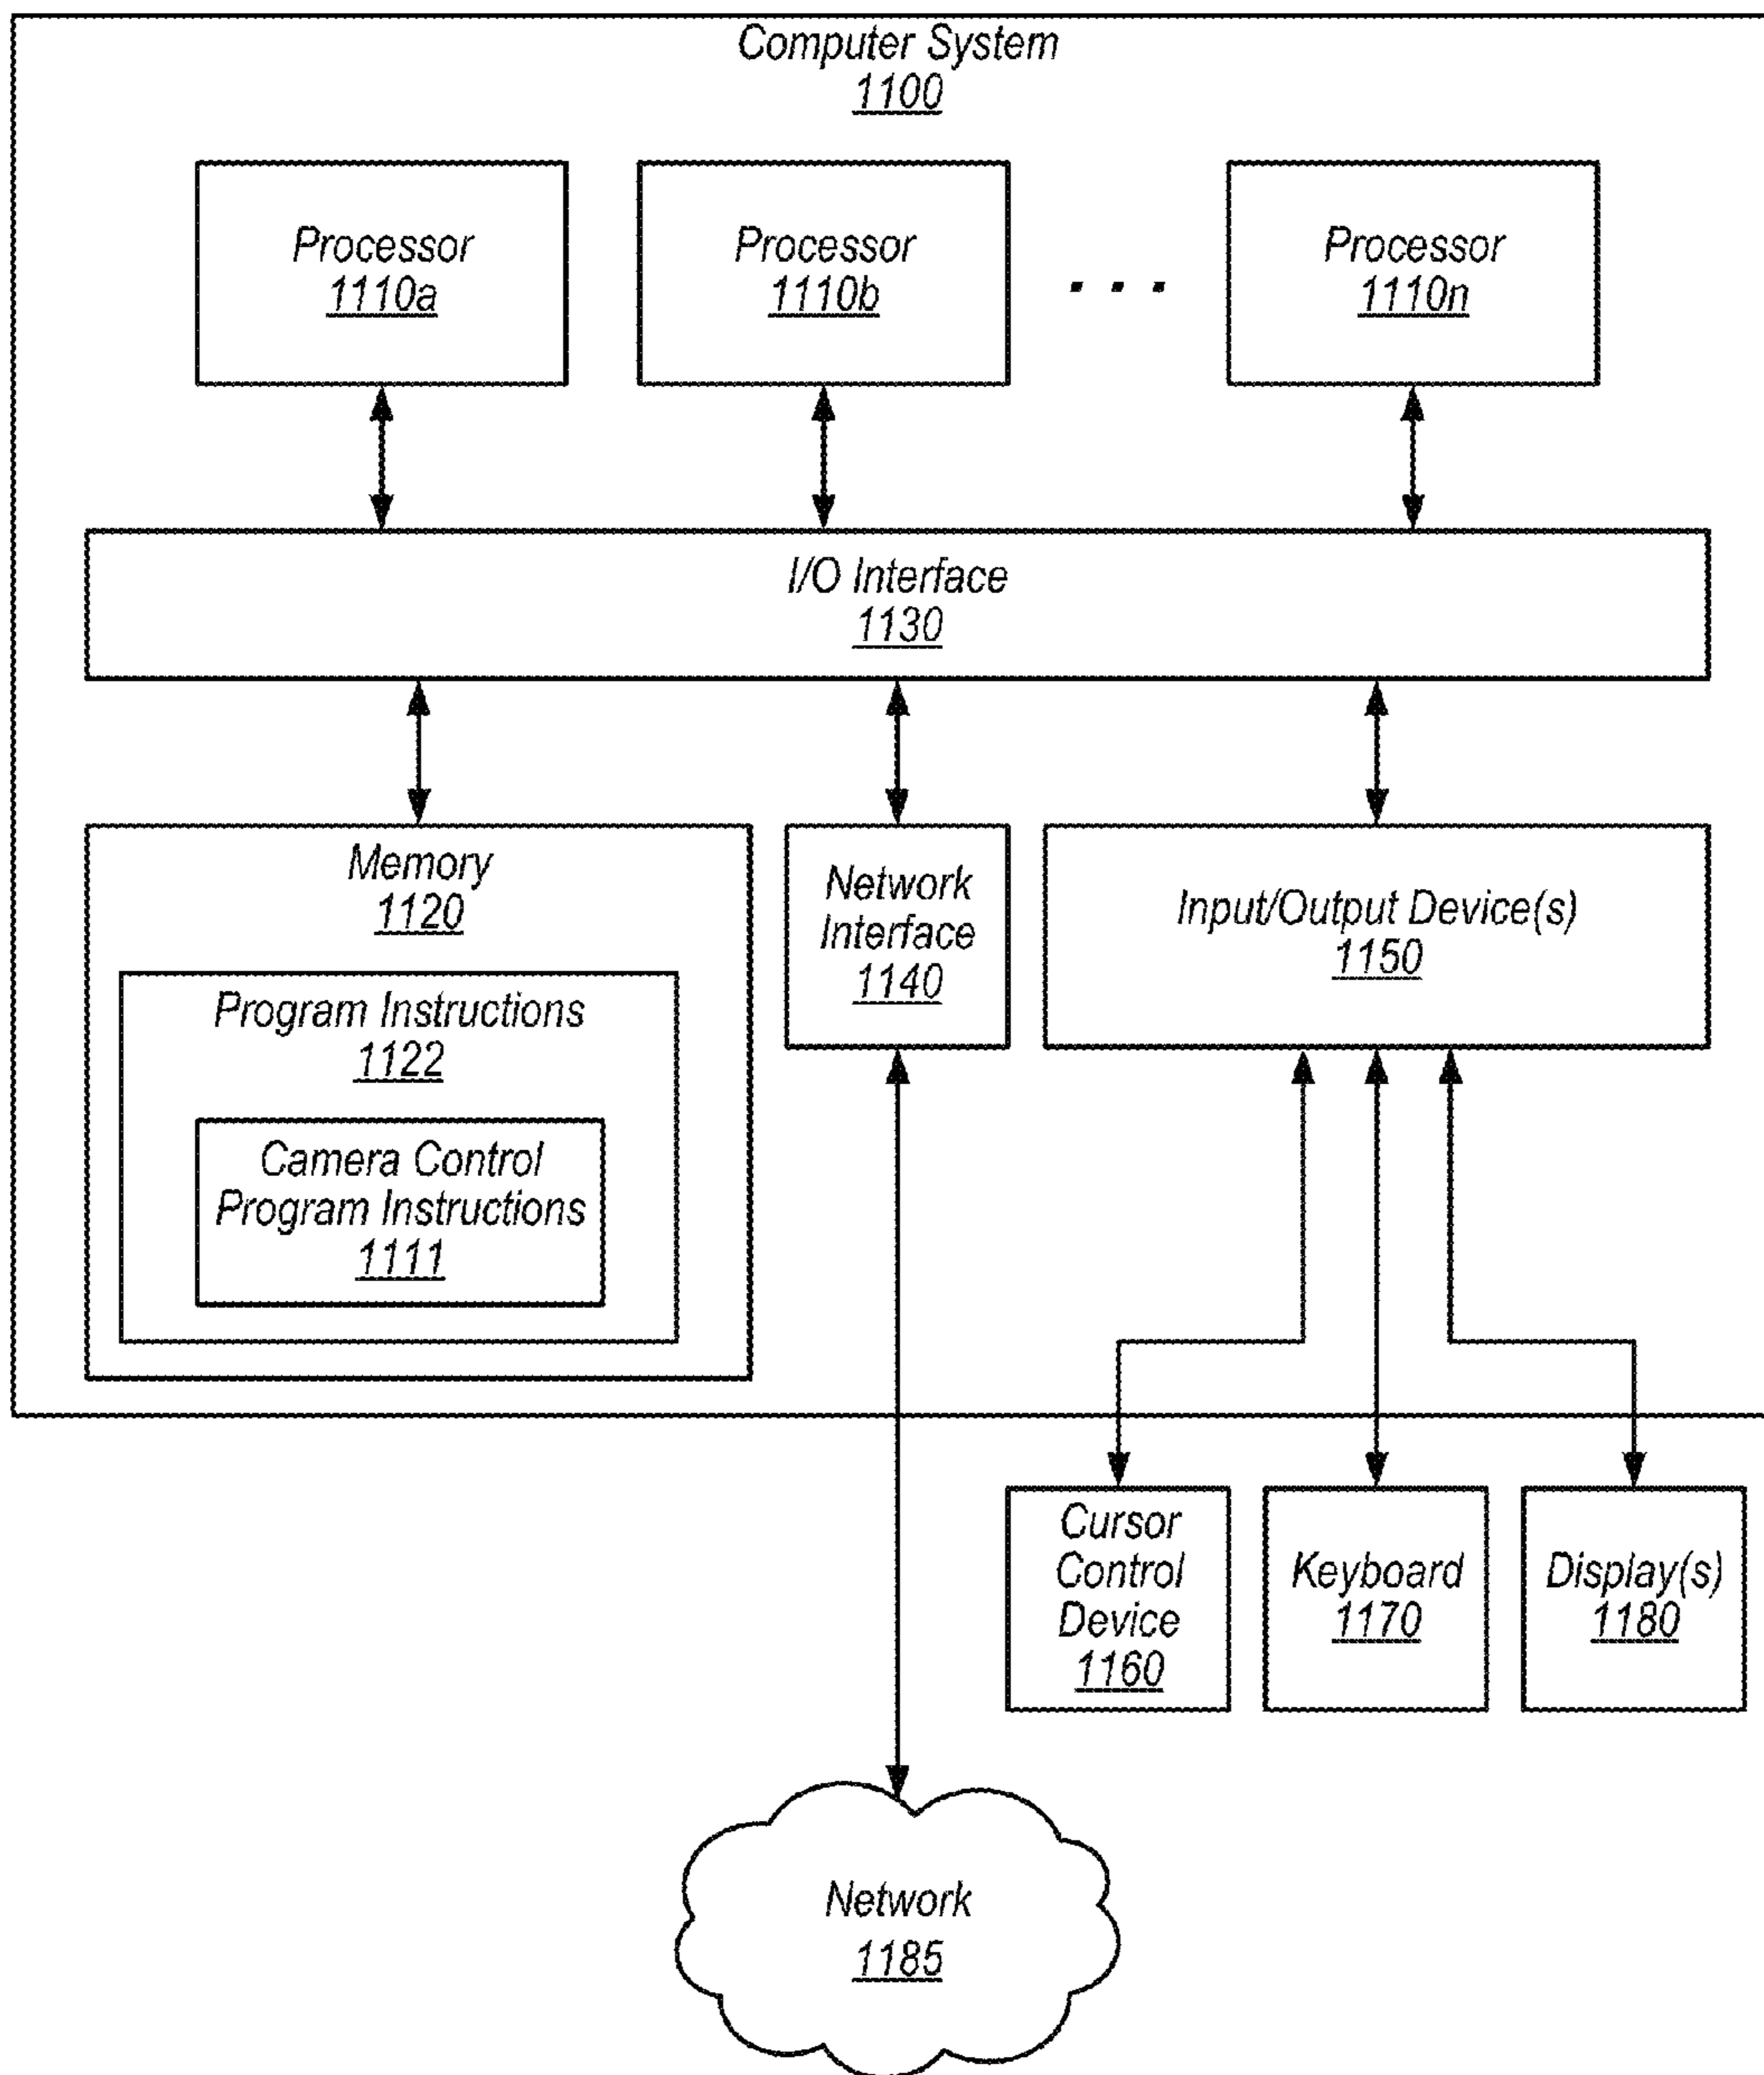 Computer System
1100
Processor
1110a
Processor
1110b
. . .
Processor
1110n
I/O Interface
1130
Memory
1120
Program Instructions
1122
Camera Control
Program Instructions
1111
Network
Interface
1140
Input/Output Device(s)
1150
Cursor
Control
Device
1160
Keyboard
1170
Display(s)
1180
Network
1185